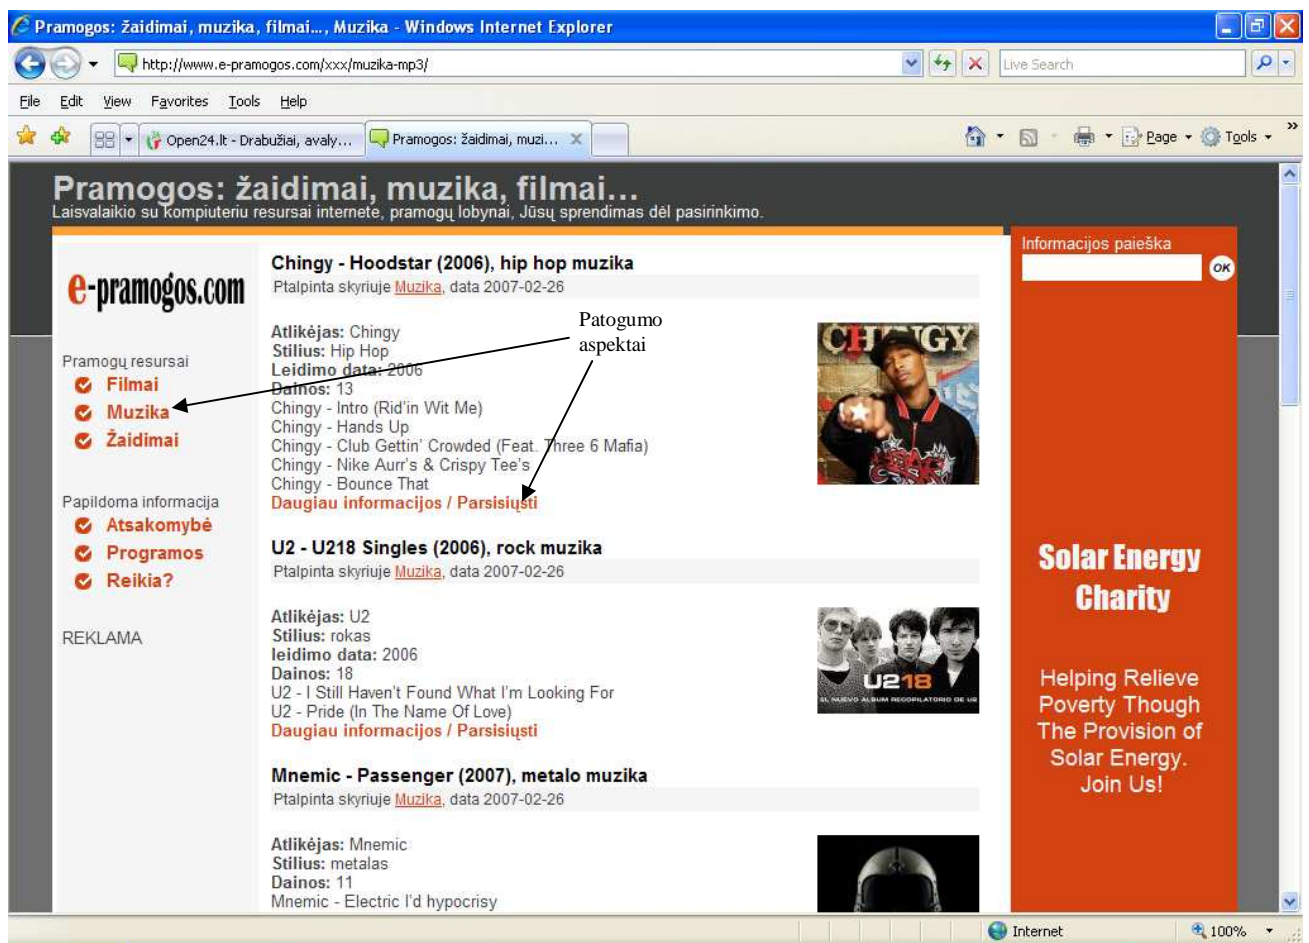 Pramogos: žaidimai, muzika, filmai..., Muzika - Windows Internet Explorer
http://www.e-pramogos.com/xxx/muzika-mp3/
Live Search
File Edit View Favorites Tools Help
Open24.lt - Drabužiai, avaly...
Pramogos: žaidimai, muzi...
Page
Tools
Pramogos: žaidimai, muzika, filmai...
Laisvalaikio su kompiuteriu resursai internete, pramogų lobynai, Jūsų sprendimas dėl pasirinkimo.
e-pramogos.com
Pramogų resursai
Filmai
Muzika
Žaidimai
Papildoma informacija
Atsakomybė
Programos
Reikia?
REKLAMA
Chingy - Hoodstar (2006), hip hop muzika
Ptalpinta skyriuje Muzika, data 2007-02-26
Patogumo
aspektai
Atlikėjas: Chingy
Stilius: Hip Hop
Leidimo data: 2006
Dainos: 13
Chingy - Intro (Rid'in Wit Me)
Chingy - Hands Up
Chingy - Club Gettin' Crowded (Feat. Three 6 Mafia)
Chingy - Nike Aurr's & Crispy Tee's
Chingy - Bounce That
Daugiau informacijos / Parsisiųsti
CHINGY
U2 - U218 Singles (2006), rock muzika
Ptalpinta skyriuje Muzika, data 2007-02-26
Atlikėjas: U2
Stilius: rokas
leidimo data: 2006
Dainos: 18
U2 - I Still Haven't Found What I'm Looking For
U2 - Pride (In The Name Of Love)
Daugiau informacijos / Parsisiųsti
U218
EL NUEVO ALBUM RECOPILATORIO DE U2
Mnemic - Passenger (2007), metalo muzika
Ptalpinta skyriuje Muzika, data 2007-02-26
Atlikėjas: Mnemic
Stilius: metalas
Dainos: 11
Mnemic - Electric I'd hypocrisy
Informacijos paieška
OK
Solar Energy
Charity
Helping Relieve
Poverty Though
The Provision of
Solar Energy.
Join Us!
Internet
100%